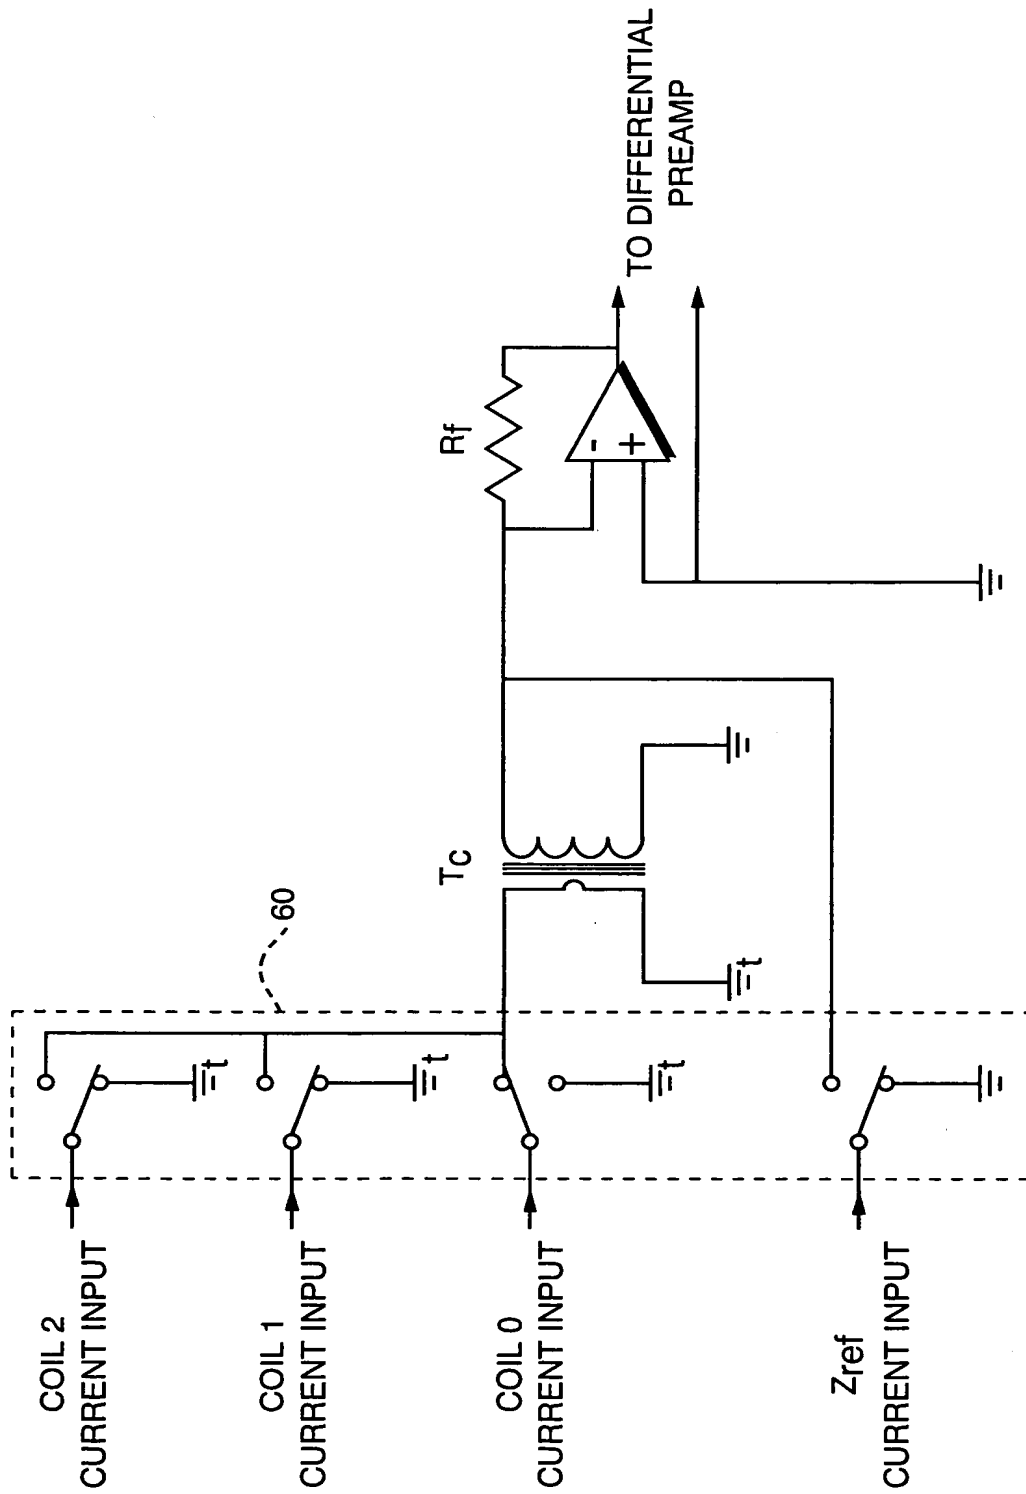 COIL 2
CURRENT INPUT
COIL 1
CURRENT INPUT
COIL 0
CURRENT INPUT
Zref
CURRENT INPUT
60
t
t
t
t
TC
Rf
-
+
TO DIFFERENTIAL
PREAMP